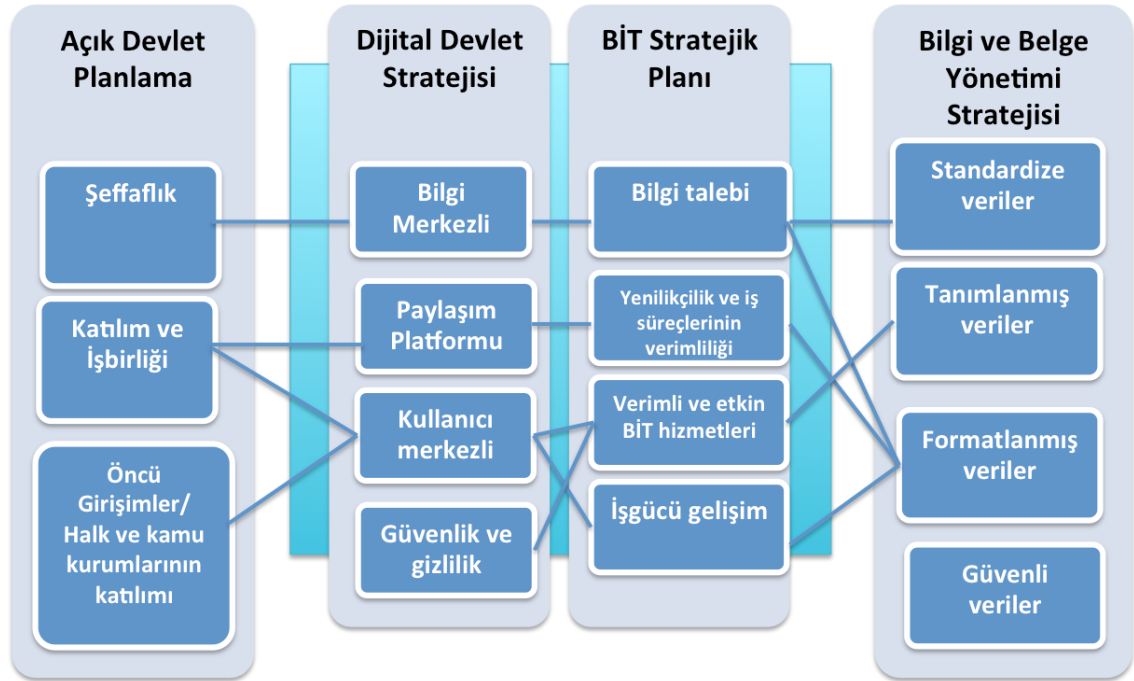 Açık Devlet
Planlama
Şeffaflık
Katılım ve
İşbirliği
Öncü
Girişimler/
Halk ve kamu
kurumlarının
katılımı
Dijital Devlet
Stratejisi
Bilgi
Merkezli
Paylaşım
Platformu
Kullanıcı
merkezli
Güvenlik ve
gizlilik
BİT Stratejik
Planı
Bilgi talebi
Yenilikçilik ve iş
süreçlerinin
verimliliği
Verimli ve etkin
BİT hizmetleri
İşgücü gelişim
Bilgi ve Belge
Yönetimi
Stratejisi
Standardize
veriler
Tanımlanmış
veriler
Formatlanmış
veriler
Güvenli
veriler